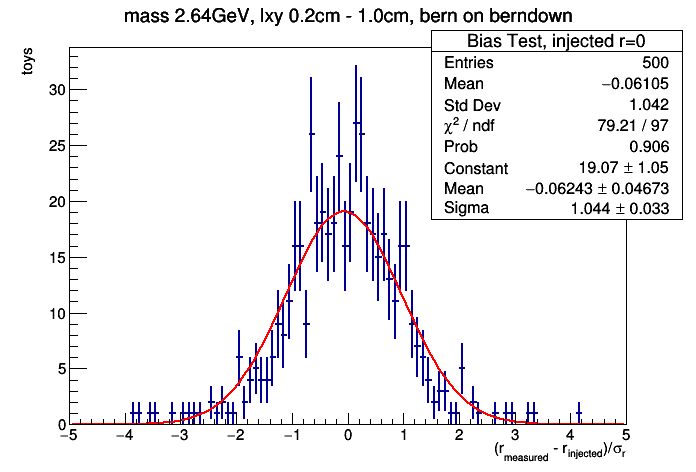 mass 2.64GeV, lxy 0.2cm - 1.0cm, bern on berndown
Bias Test, injected r=0
Entries 500
Mean −0.06105
Std Dev 1.042
χ² / ndf 79.21 / 97
Prob 0.906
Constant 19.07 ± 1.05
Mean −0.06243 ± 0.04673
Sigma 1.044 ± 0.033
toys
30
25
20
15
10
5
0
−5 −4 −3 −2 −1 0 1 2 3 4 5
(r_measured - r_injected)/σ_r